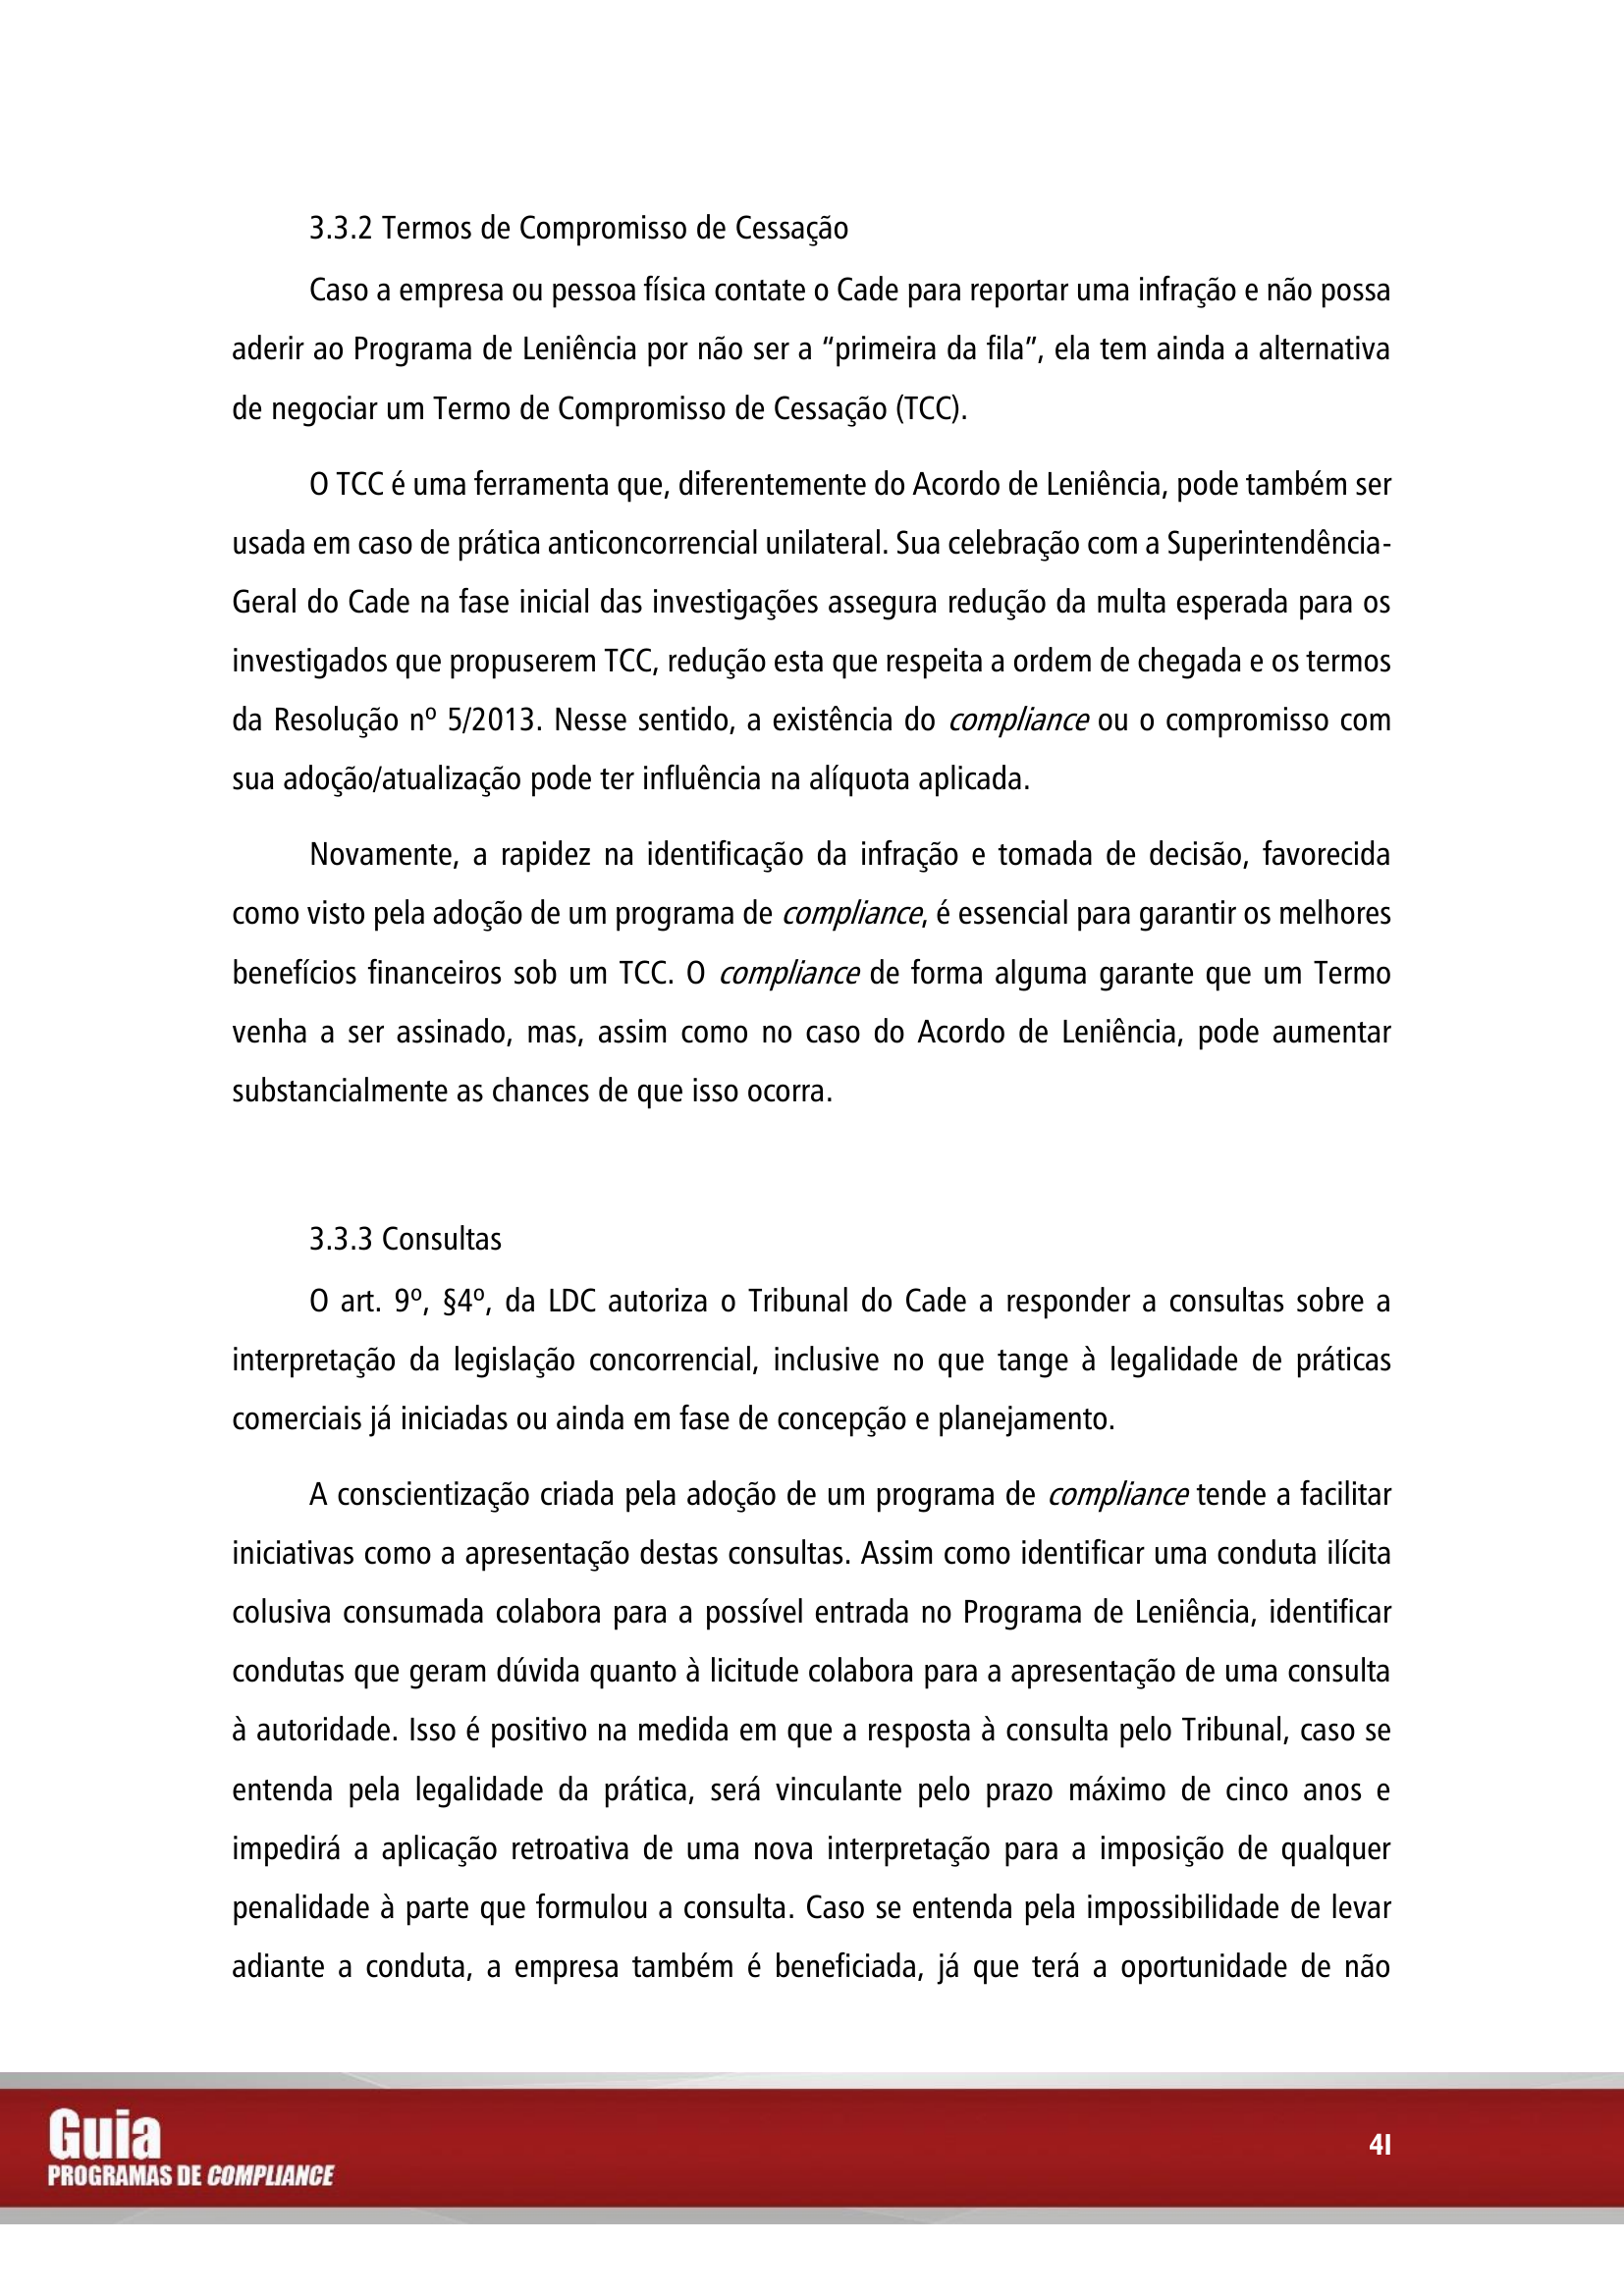 3.3.2 Termos de Compromisso de Cessação
Caso a empresa ou pessoa física contate o Cade para reportar uma infração e não possa
aderir ao Programa de Leniência por não ser a “primeira da fila”, ela tem ainda a alternativa
de negociar um Termo de Compromisso de Cessação (TCC).
O TCC é uma ferramenta que, diferentemente do Acordo de Leniência, pode também ser
usada em caso de prática anticoncorrencial unilateral. Sua celebração com a Superintendência-
Geral do Cade na fase inicial das investigações assegura redução da multa esperada para os
investigados que propuserem TCC, redução esta que respeita a ordem de chegada e os termos
da Resolução nº 5/2013. Nesse sentido, a existência do compliance ou o compromisso com
sua adoção/atualização pode ter influência na alíquota aplicada.
Novamente, a rapidez na identificação da infração e tomada de decisão, favorecida
como visto pela adoção de um programa de compliance, é essencial para garantir os melhores
benefícios financeiros sob um TCC. O compliance de forma alguma garante que um Termo
venha a ser assinado, mas, assim como no caso do Acordo de Leniência, pode aumentar
substancialmente as chances de que isso ocorra.
3.3.3 Consultas
O art. 9º, §4º, da LDC autoriza o Tribunal do Cade a responder a consultas sobre a
interpretação da legislação concorrencial, inclusive no que tange à legalidade de práticas
comerciais já iniciadas ou ainda em fase de concepção e planejamento.
A conscientização criada pela adoção de um programa de compliance tende a facilitar
iniciativas como a apresentação destas consultas. Assim como identificar uma conduta ilícita
colusiva consumada colabora para a possível entrada no Programa de Leniência, identificar
condutas que geram dúvida quanto à licitude colabora para a apresentação de uma consulta
à autoridade. Isso é positivo na medida em que a resposta à consulta pelo Tribunal, caso se
entenda pela legalidade da prática, será vinculante pelo prazo máximo de cinco anos e
impedirá a aplicação retroativa de uma nova interpretação para a imposição de qualquer
penalidade à parte que formulou a consulta. Caso se entenda pela impossibilidade de levar
adiante a conduta, a empresa também é beneficiada, já que terá a oportunidade de não
Guia
PROGRAMAS DE COMPLIANCE
4I